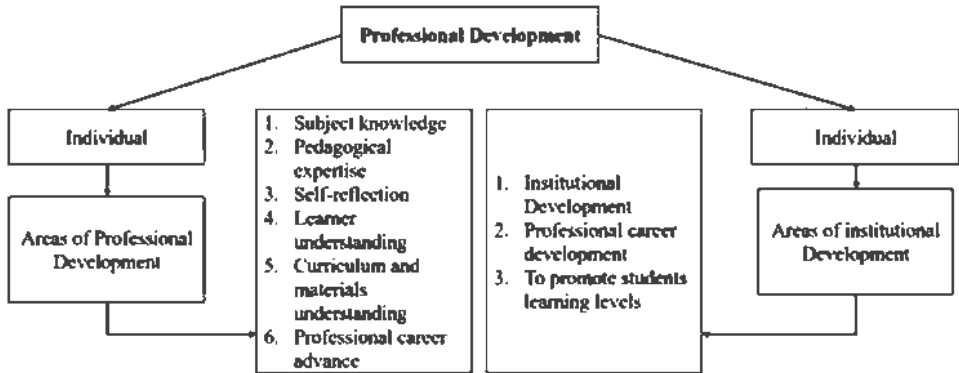 Professional Development
Individual
Areas of Professional
Development
1. Subject knowledge
2. Pedagogical
expertise
3. Self-reflection
4. Learner
understanding
5. Curriculum and
materials
understanding
6. Professional career
advance
1. Institutional
Development
2. Professional career
development
3. To promote students
learning levels
Individual
Areas of institutional
Development